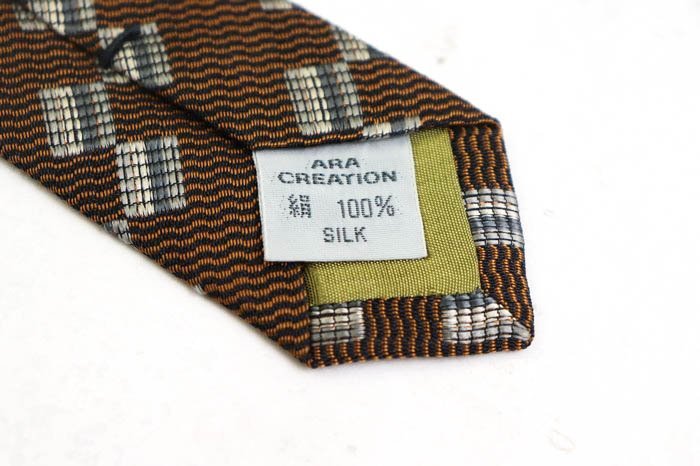 ARA
CREATION
絹 100%
SILK